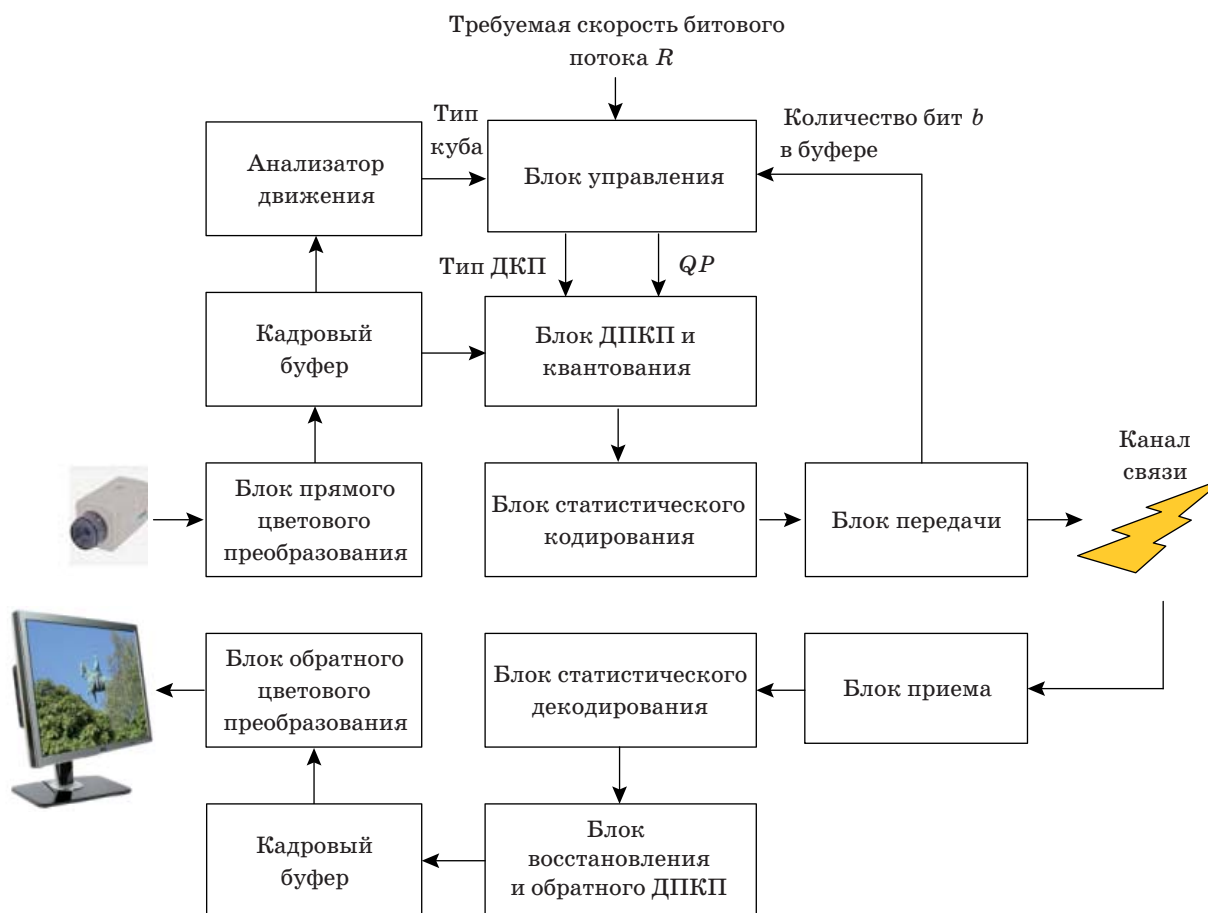 Требуемая скорость битового
потока R
Тип
куба
Количество бит b
в буфере
Анализатор
движения
Блок управления
Тип ДКП
QP
Кадровый
буфер
Блок ДПКП и
квантования
Канал
связи
Блок прямого
цветового
преобразования
Блок статистического
кодирования
Блок передачи
Блок обратного
цветового
преобразования
Блок статистического
декодирования
Блок приема
Кадровый
буфер
Блок
восстановления
и обратного ДПКП